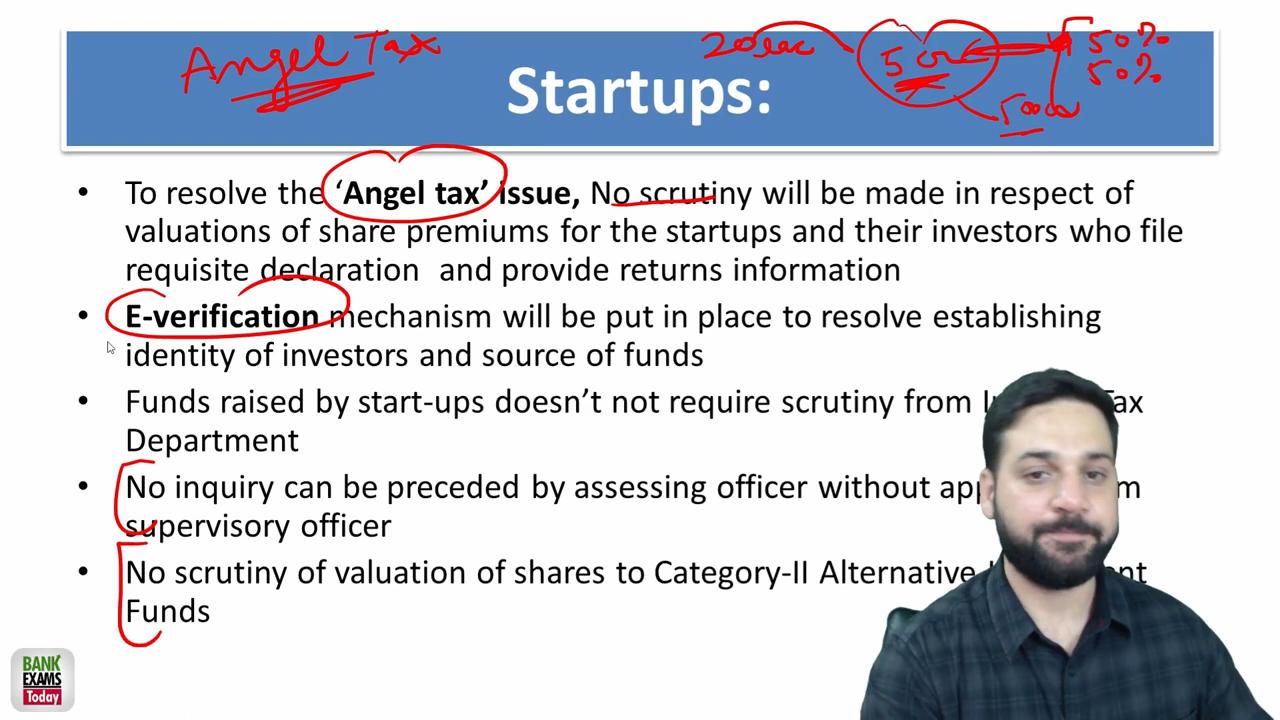 Angel Tax
5 cr
50%
50%
Startups:
• To resolve the ‘Angel tax’ issue, No scrutiny will be made in respect of
valuations of share premiums for the startups and their investors who file
requisite declaration and provide returns information
• E-verification mechanism will be put in place to resolve establishing
identity of investors and source of funds
• Funds raised by start-ups doesn’t not require scrutiny from Tax
Department
• No inquiry can be preceded by assessing officer without
supervisory officer
• No scrutiny of valuation of shares to Category-II Alternative
Funds
BANK
EXAMS
Today